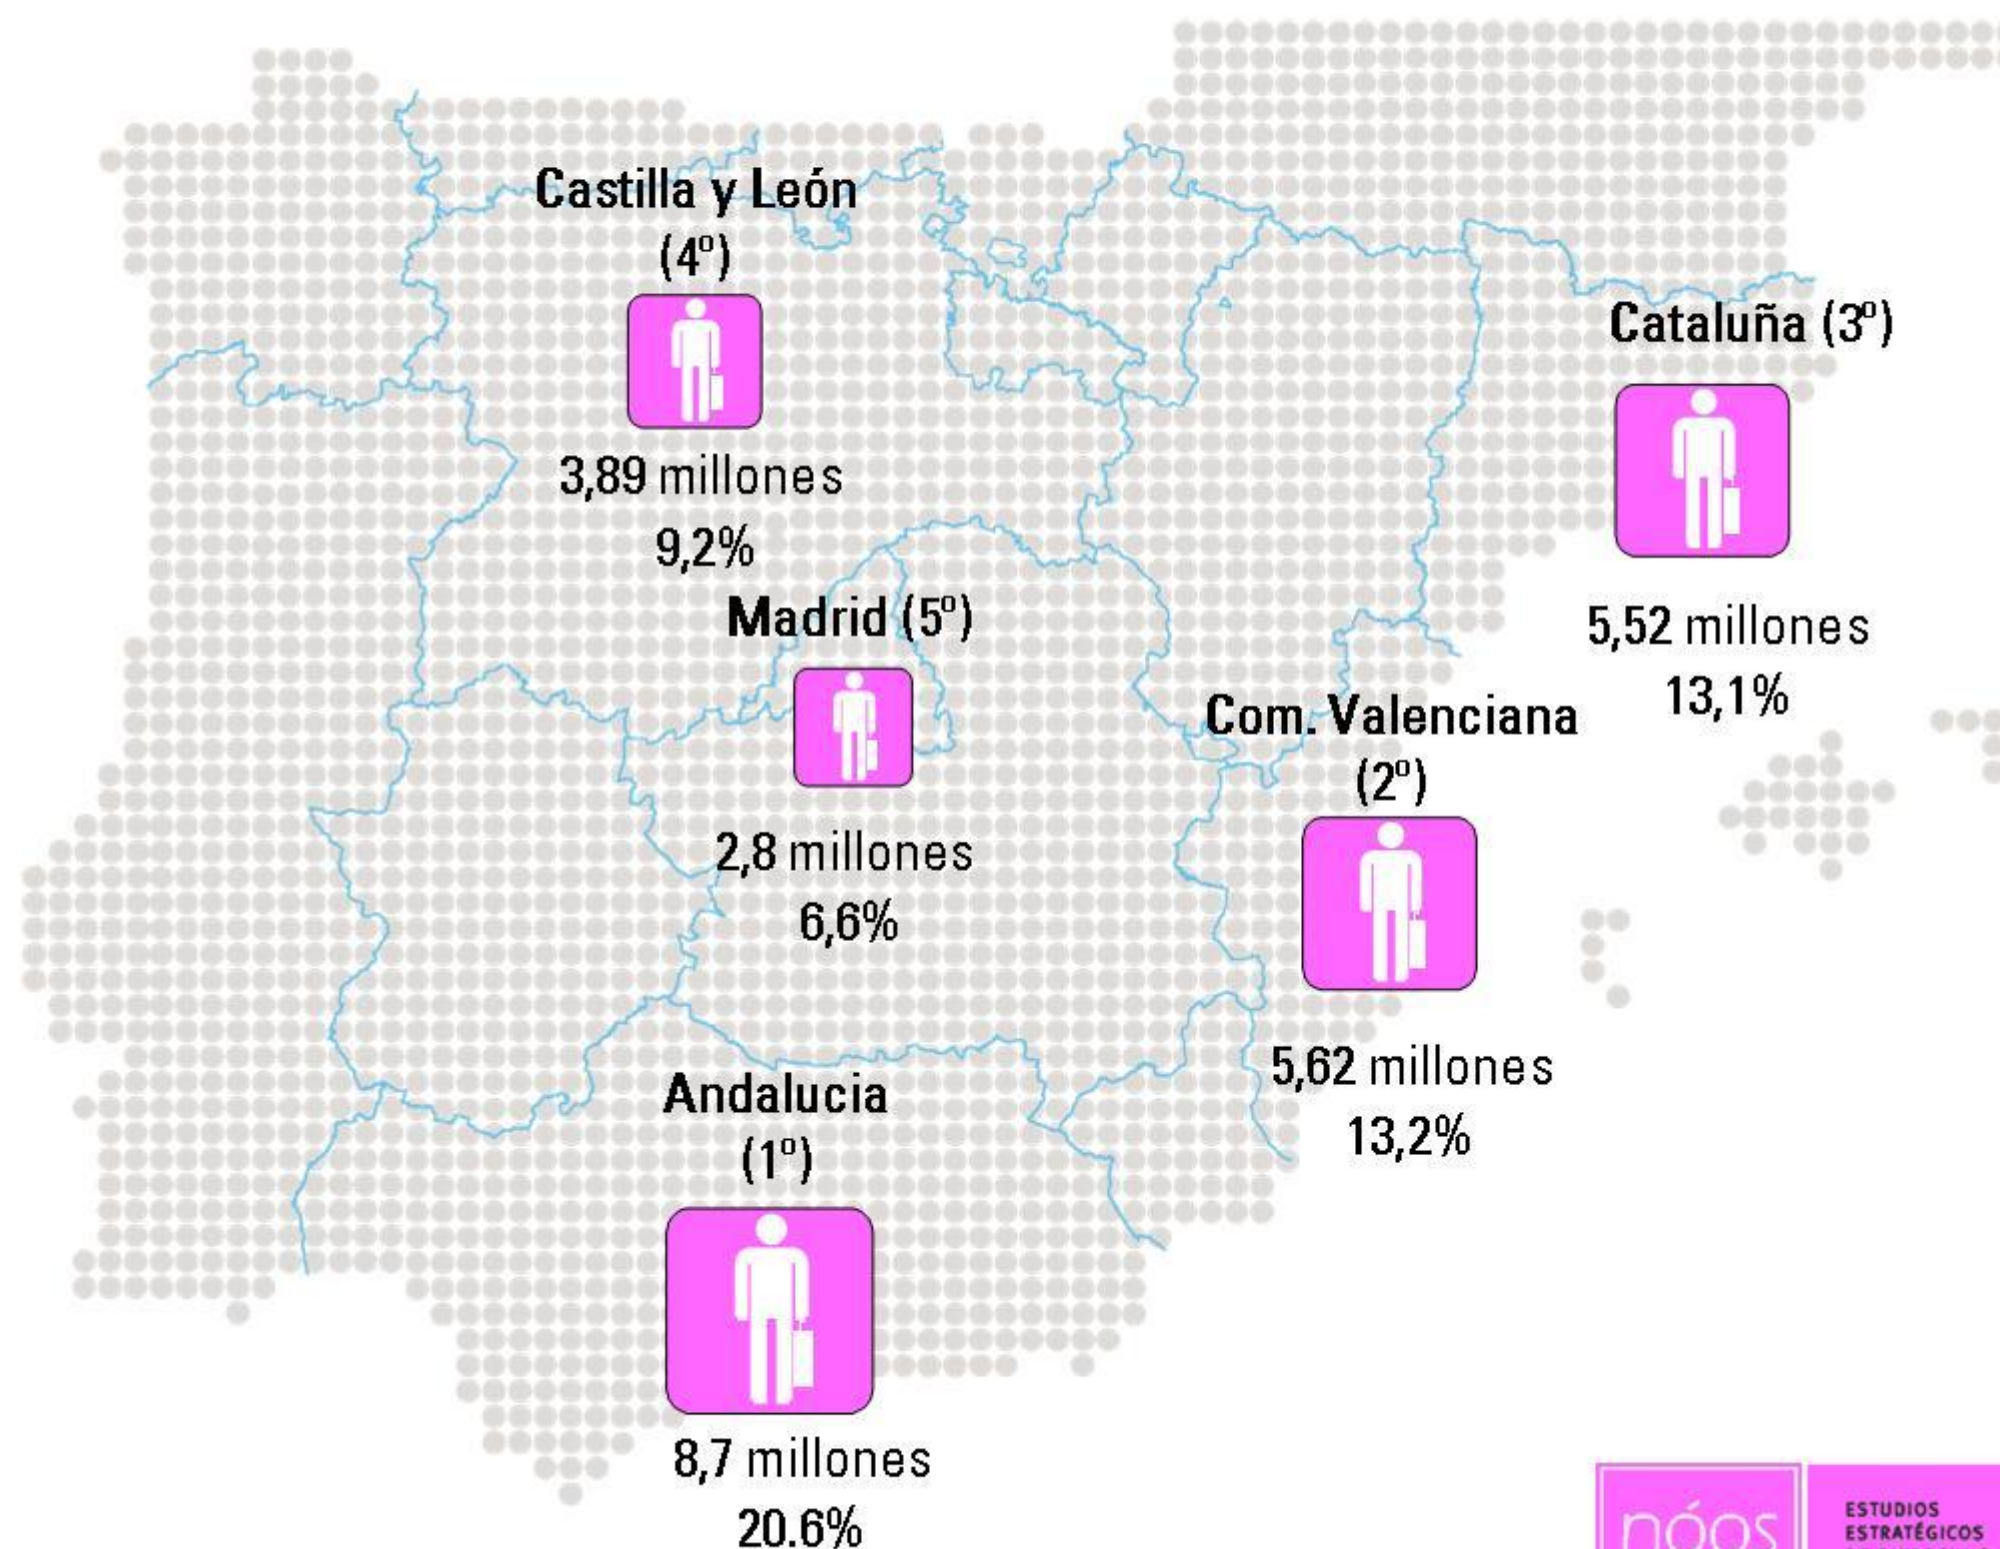 Castilla y León
(4º)
3,89 millones
9,2%
Madrid (5º)
2,8 millones
6,6%
Cataluña (3º)
5,52 millones
13,1%
Com. Valenciana
(2º)
5,62 millones
13,2%
Andalucia
(1º)
8,7 millones
20.6%
nóos
ESTUDIOS
ESTRATÉGICOS